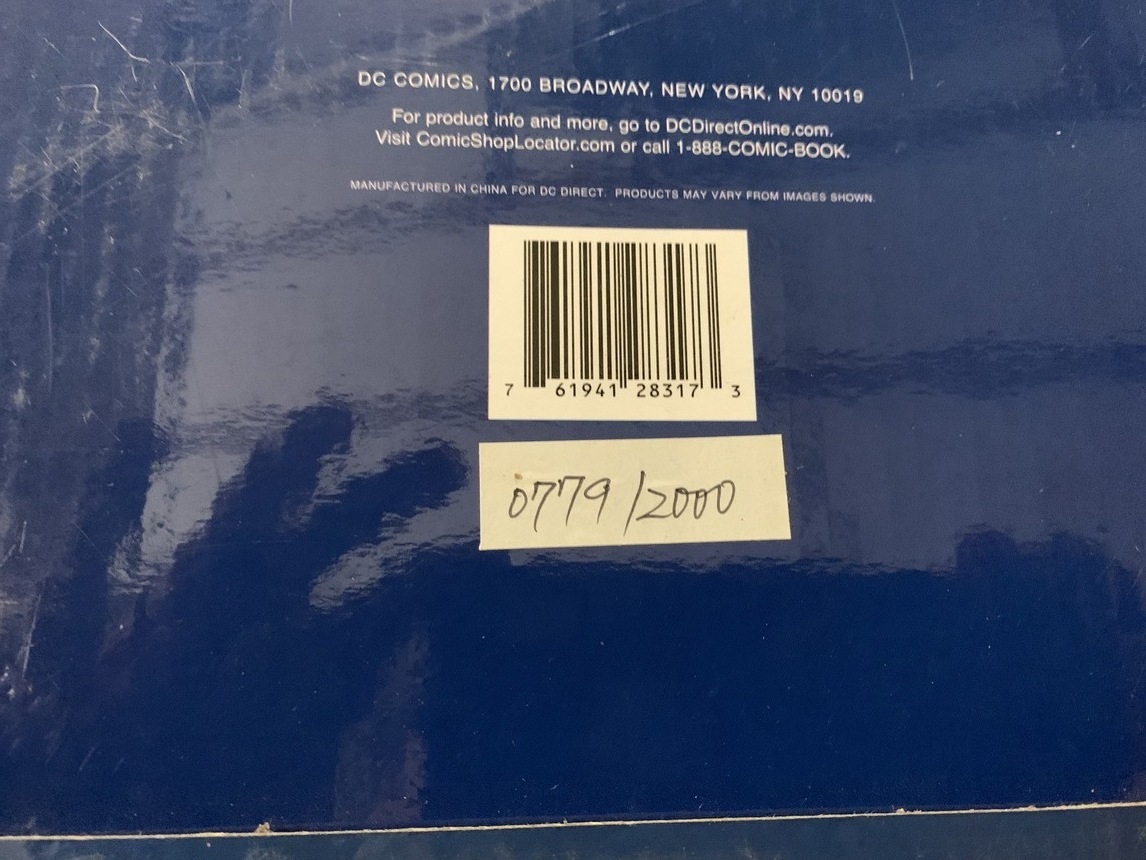 DC COMICS, 1700 BROADWAY, NEW YORK, NY 10019
For product info and more, go to DCDirectOnline.com.
Visit ComicShopLocator.com or call 1-888-COMIC-BOOK.
MANUFACTURED IN CHINA FOR DC DIRECT. PRODUCTS MAY VARY FROM IMAGES SHOWN.
7 61941 28317 3
0779/2000